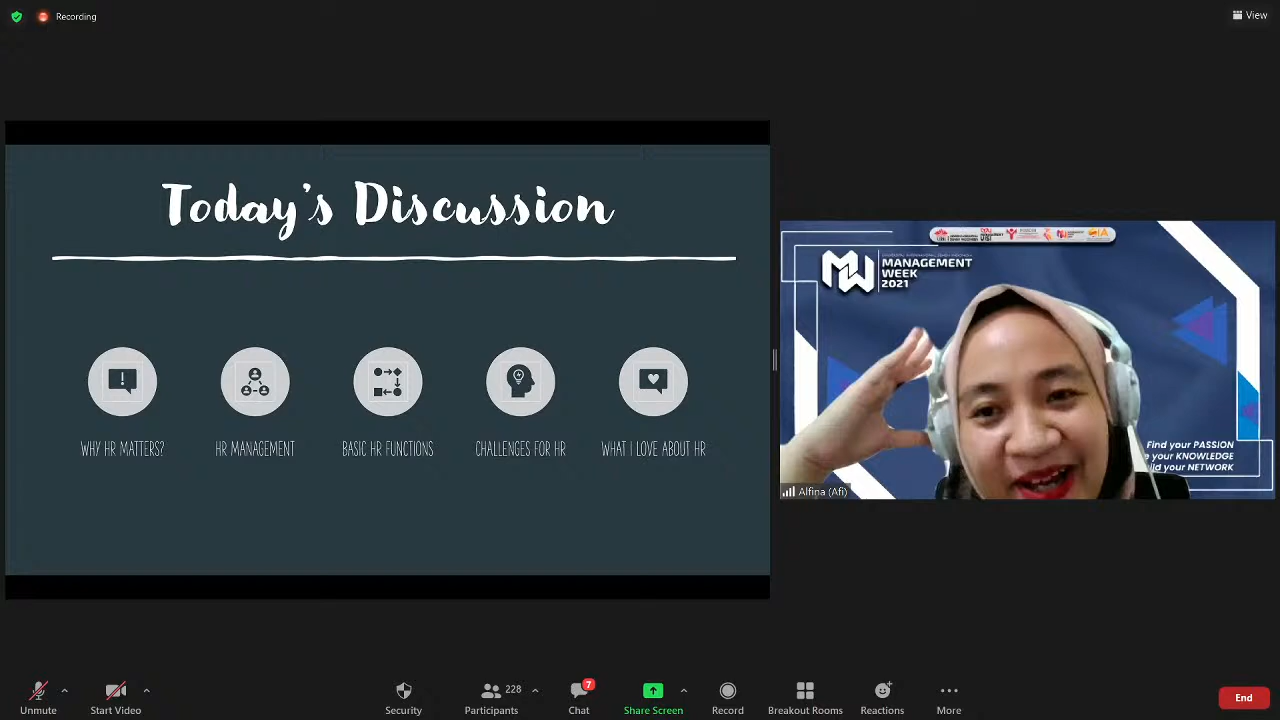 Recording
View
Today's Discussion
WHY HR MATTERS?
HR MANAGEMENT
BASIC HR FUNCTIONS
CHALLENGES FOR HR
WHAT I LOVE ABOUT HR
MANAGEMENT
WEEK
2021
Find your PASSION
your KNOWLEDGE
your NETWORK
Alfina (Afi)
Unmute
Start Video
Security
228
Participants
7
Chat
Share Screen
Record
Breakout Rooms
Reactions
More
End